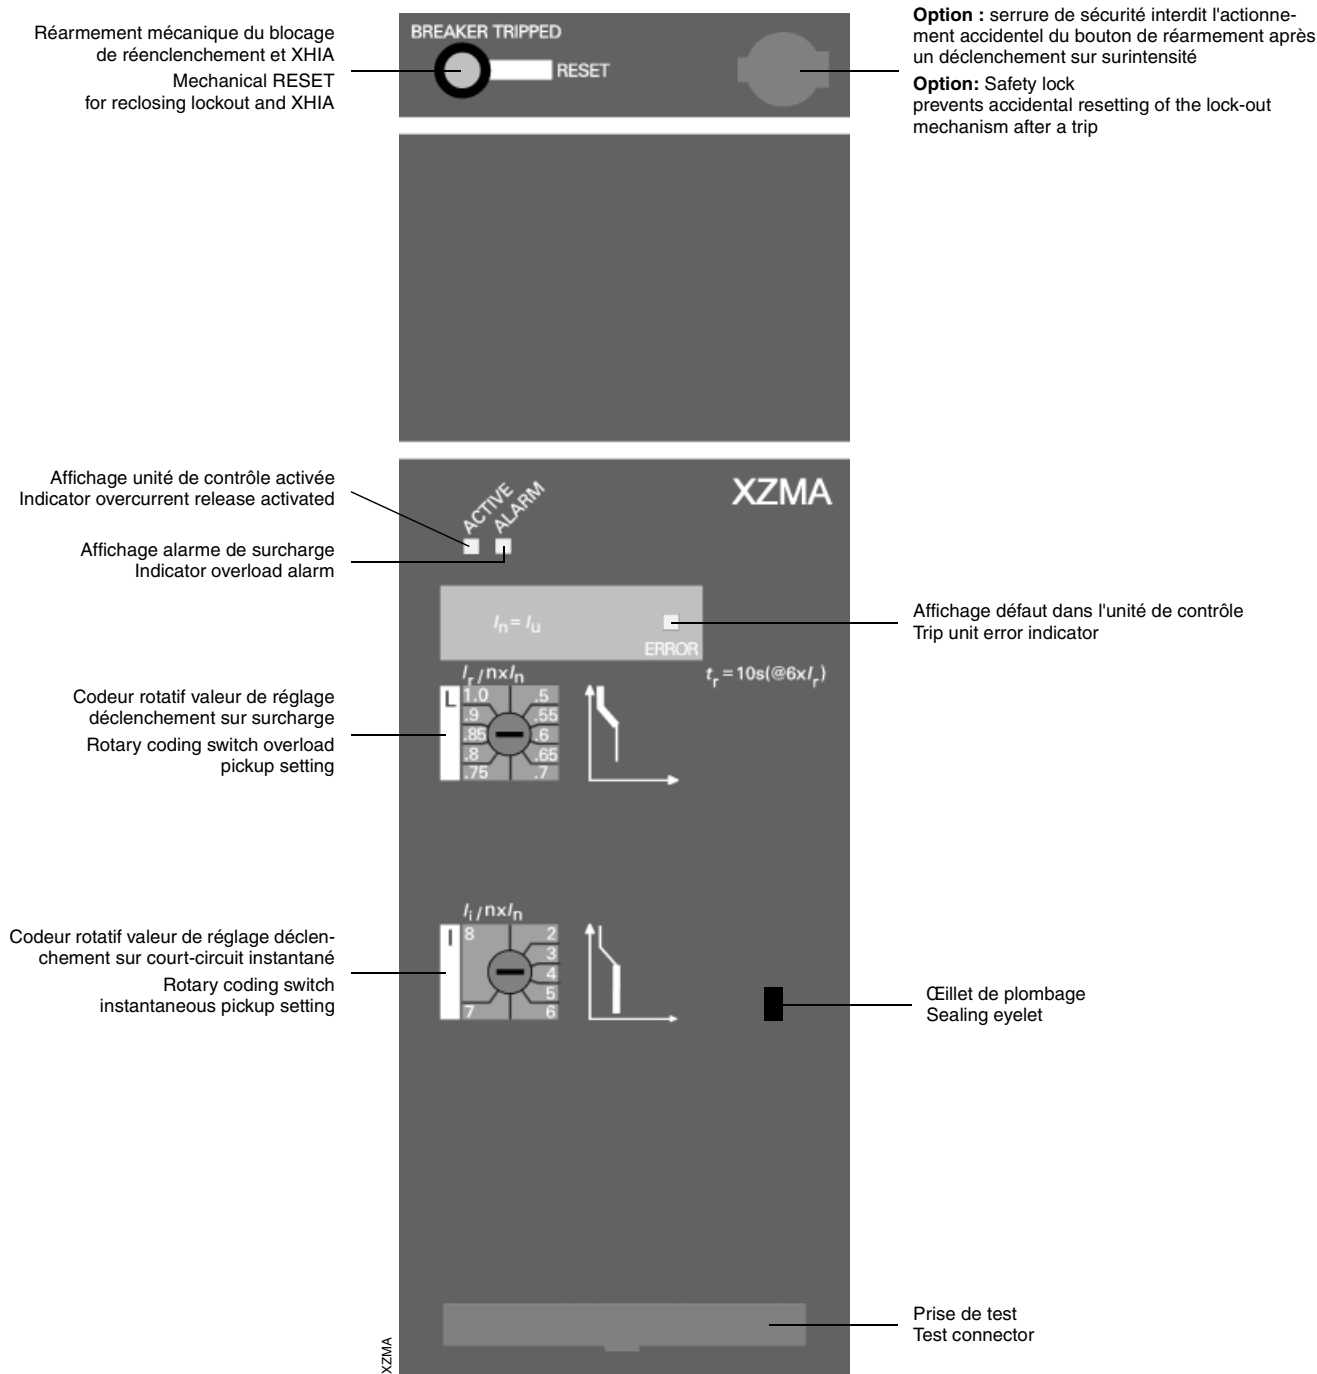 Réarmement mécanique du blocage
de réenclenchement et XHIA
Mechanical RESET
for reclosing lockout and XHIA
BREAKER TRIPPED
RESET
Option : serrure de sécurité interdit l'actionne-
ment accidentel du bouton de réarmement après
un déclenchement sur surintensité
Option: Safety lock
prevents accidental resetting of the lock-out
mechanism after a trip
Affichage unité de contrôle activée
Indicator overcurrent release activated
Affichage alarme de surcharge
Indicator overload alarm
ACTIVE
ALARM
XZMA
In = Iu
ERROR
Affichage défaut dans l'unité de contrôle
Trip unit error indicator
Codeur rotatif valeur de réglage
déclenchement sur surcharge
Rotary coding switch overload
pickup setting
Ir / nxIn
tr = 10s(@6xIr)
L
1.0 .5
.9 .55
.85 .6
.8 .65
.75 .7
Codeur rotatif valeur de réglage déclen-
chement sur court-circuit instantané
Rotary coding switch
instantaneous pickup setting
Ii / nxIn
I
8 2
3
4
5
7 6
Œillet de plombage
Sealing eyelet
Prise de test
Test connector
XZMA